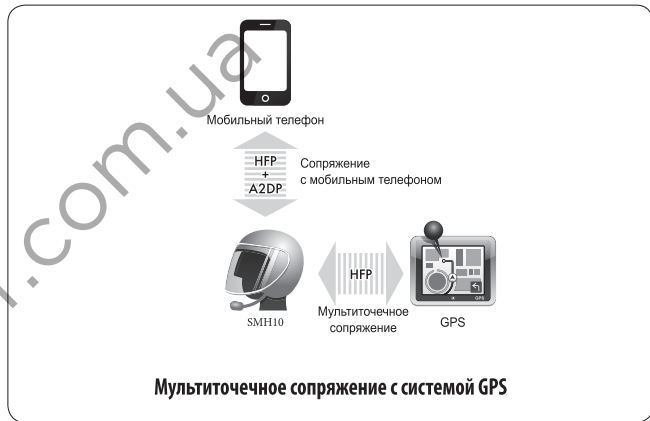 Мобильный телефон
HFP
+
A2DP
Сопряжение
с мобильным телефоном
HFP
SMH10
Мультиточечное
сопряжение
GPS
GPS
Мультиточечное сопряжение с системой GPS
.com.ua